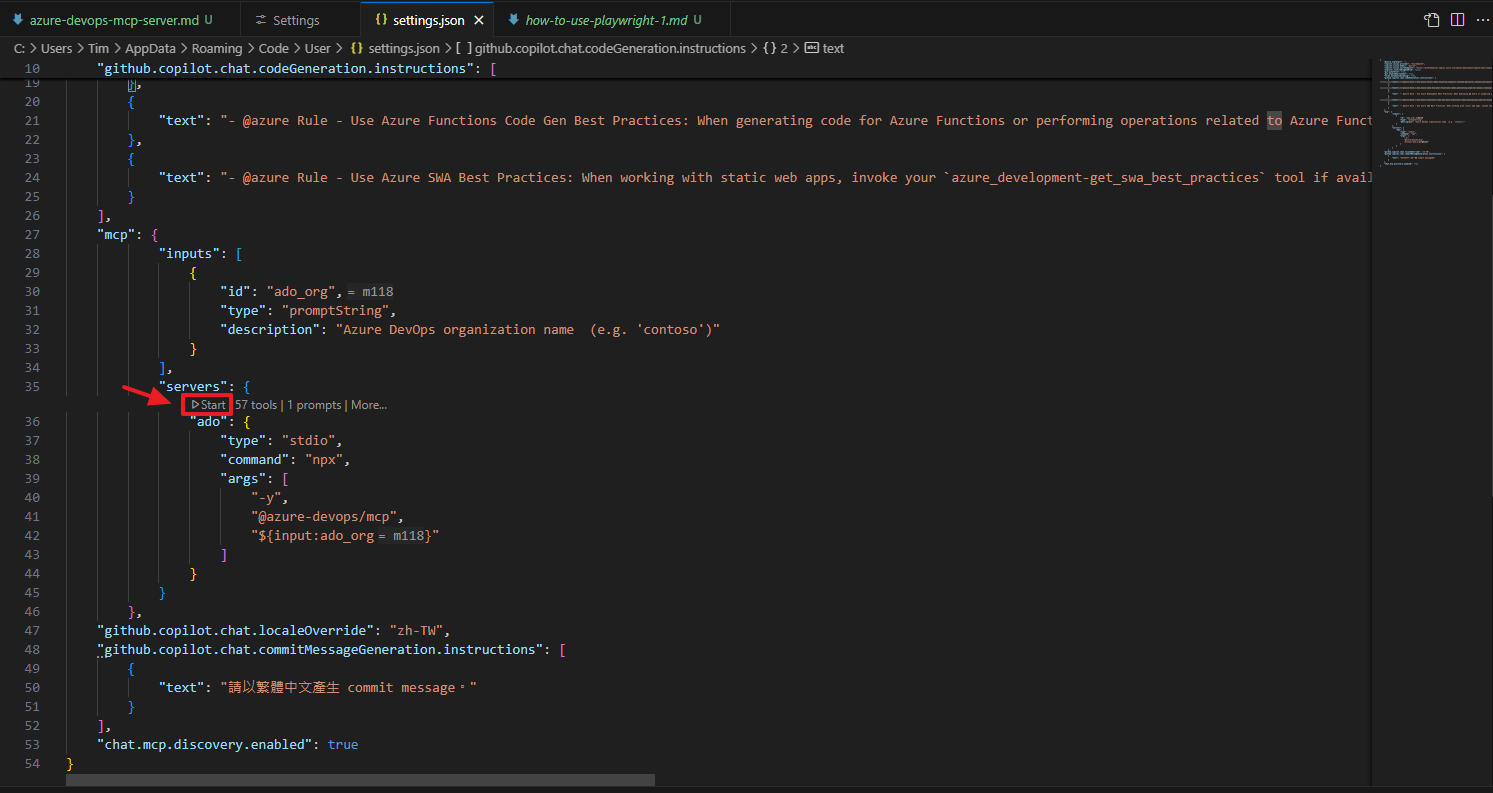 azure-devops-mcp-server.md U
Settings
{} settings.json ×
how-to-use-playwright-1.md U
C: > Users > Tim > AppData > Roaming > Code > User > {} settings.json > [ ] github.copilot.chat.codeGeneration.instructions > {} 2 > text
10 "github.copilot.chat.codeGeneration.instructions": [
19 },
20 {
21 "text": "- @azure Rule - Use Azure Functions Code Gen Best Practices: When generating code for Azure Functions or performing operations related to Azure Funct
22 },
23 {
24 "text": "- @azure Rule - Use Azure SWA Best Practices: When working with static web apps, invoke your `azure_development-get_swa_best_practices` tool if avail
25 }
26 ],
27 "mcp": {
28 "inputs": [
29 {
30 "id": "ado_org", = m118
31 "type": "promptString",
32 "description": "Azure DevOps organization name  (e.g. 'contoso')"
33 }
34 ],
35 "servers": {
▷Start 57 tools | 1 prompts | More...
36 "ado": {
37 "type": "stdio",
38 "command": "npx",
39 "args": [
40 "-y",
41 "@azure-devops/mcp",
42 "${input:ado_org = m118}"
43 ]
44 }
45 }
46 },
47 "github.copilot.chat.localeOverride": "zh-TW",
48 "github.copilot.chat.commitMessageGeneration.instructions": [
49 {
50 "text": "請以繁體中文產生 commit message。"
51 }
52 ],
53 "chat.mcp.discovery.enabled": true
54 }